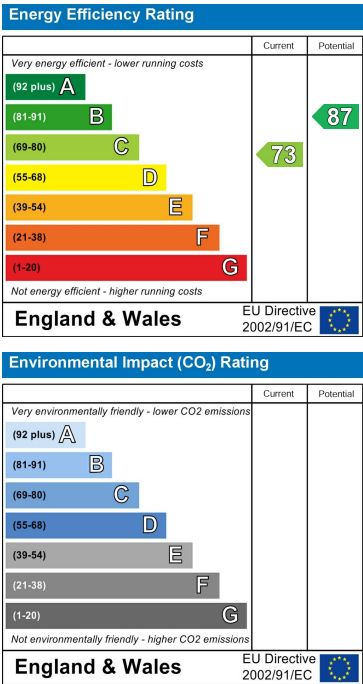 Energy Efficiency Rating
Current Potential
Very energy efficient - lower running costs
(92 plus) A
(81-91) B
87
(69-80) C
73
(55-68) D
(39-54) E
(21-38) F
(1-20) G
Not energy efficient - higher running costs
England & Wales
EU Directive
2002/91/EC
Environmental Impact (CO₂) Rating
Current Potential
Very environmentally friendly - lower CO2 emissions
(92 plus) A
(81-91) B
(69-80) C
(55-68) D
(39-54) E
(21-38) F
(1-20) G
Not environmentally friendly - higher CO2 emissions
England & Wales
EU Directive
2002/91/EC